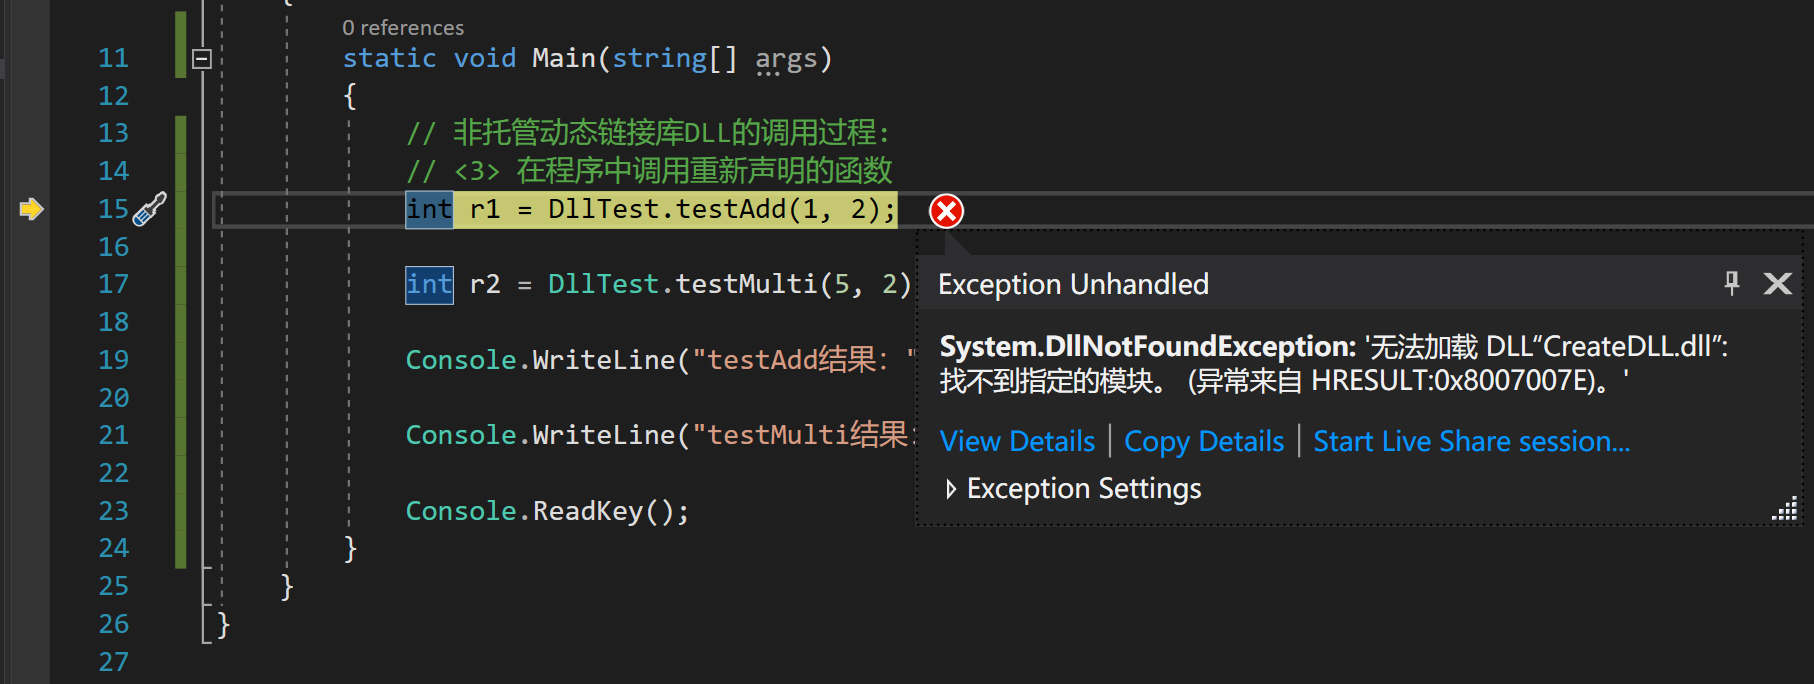 {
0 references
11 static void Main(string[] args)
12 {
13 // 非托管动态链接库DLL的调用过程:
14 // <3> 在程序中调用重新声明的函数
15 int r1 = DllTest.testAdd(1, 2);
16
17 int r2 = DllTest.testMulti(5, 2)
18
19 Console.WriteLine("testAdd结果: "
20
21 Console.WriteLine("testMulti结果:
22
23 Console.ReadKey();
24 }
25 }
26 }
27
Exception Unhandled
System.DllNotFoundException: '无法加载 DLL“CreateDLL.dll”:
找不到指定的模块。 (异常来自 HRESULT:0x8007007E)。'
View Details | Copy Details | Start Live Share session...
Exception Settings